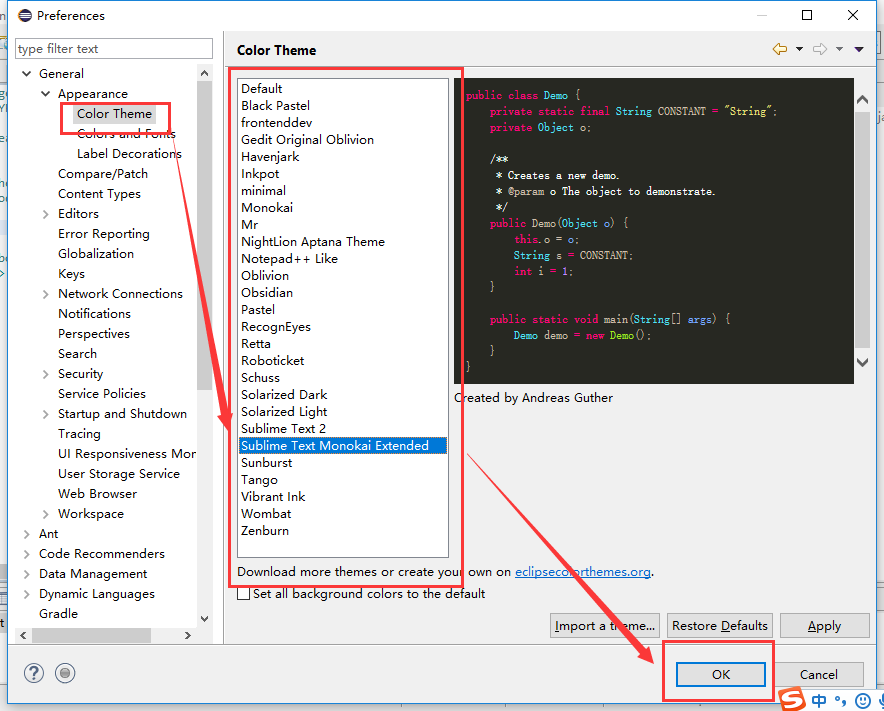 Preferences
type filter text
General
Appearance
Color Theme
Colors and Fonts
Label Decorations
Compare/Patch
Content Types
Editors
Error Reporting
Globalization
Keys
Network Connections
Notifications
Perspectives
Search
Security
Service Policies
Startup and Shutdown
Tracing
UI Responsiveness Mor
User Storage Service
Web Browser
Workspace
Ant
Code Recommenders
Data Management
Dynamic Languages
Gradle
Color Theme
Default
Black Pastel
frontenddev
Gedit Original Oblivion
Havenjark
Inkpot
minimal
Monokai
Mr
NightLion Aptana Theme
Notepad++ Like
Oblivion
Obsidian
Pastel
RecognEyes
Retta
Roboticket
Schuss
Solarized Dark
Solarized Light
Sublime Text 2
Sublime Text Monokai Extended
Sunburst
Tango
Vibrant Ink
Wombat
Zenburn
public class Demo {
private static final String CONSTANT = "String";
private Object o;
/**
* Creates a new demo.
* @param o The object to demonstrate.
*/
public Demo(Object o) {
this.o = o;
String s = CONSTANT;
int i = 1;
}
public static void main(String[] args) {
Demo demo = new Demo();
}
}
Created by Andreas Guther
Download more themes or create your own on eclipsecolorthemes.org.
Set all background colors to the default
Import a theme... Restore Defaults Apply
OK Cancel
中